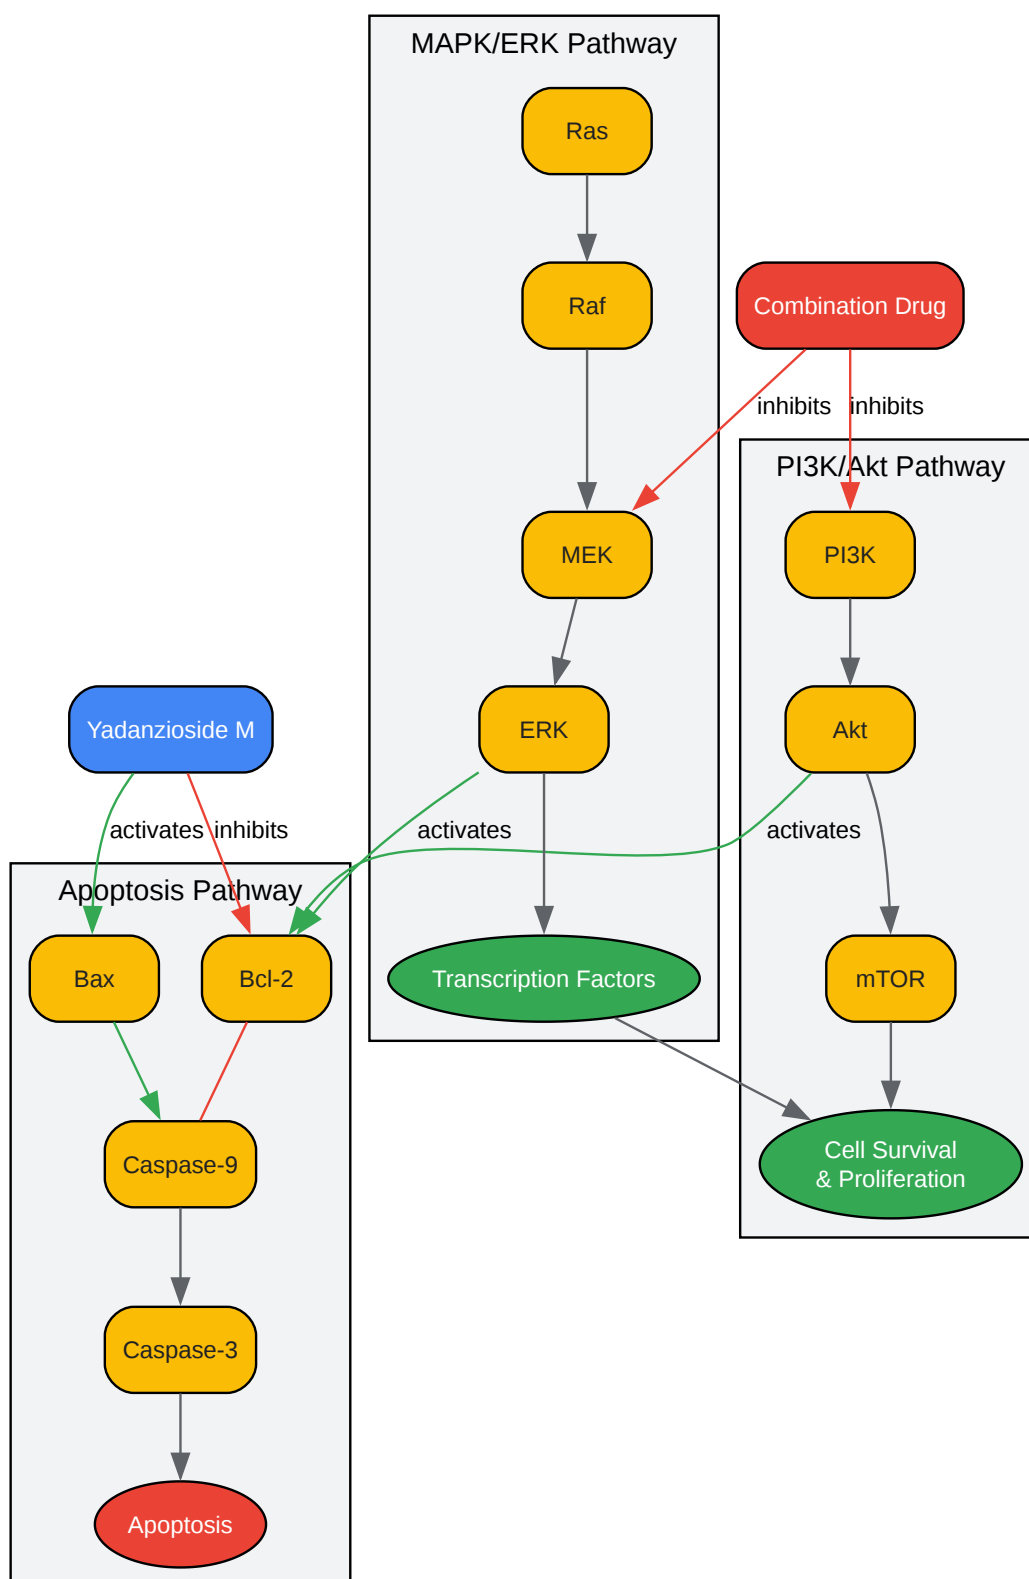 MAPK/ERK Pathway
Ras
Raf
Combination Drug
inhibits
inhibits
PI3K/Akt Pathway
MEK
PI3K
Yadanzioside M
ERK
Akt
activates
inhibits
activates
activates
Apoptosis Pathway
Bax
Bcl-2
Transcription Factors
mTOR
Caspase-9
Cell Survival
& Proliferation
Caspase-3
Apoptosis